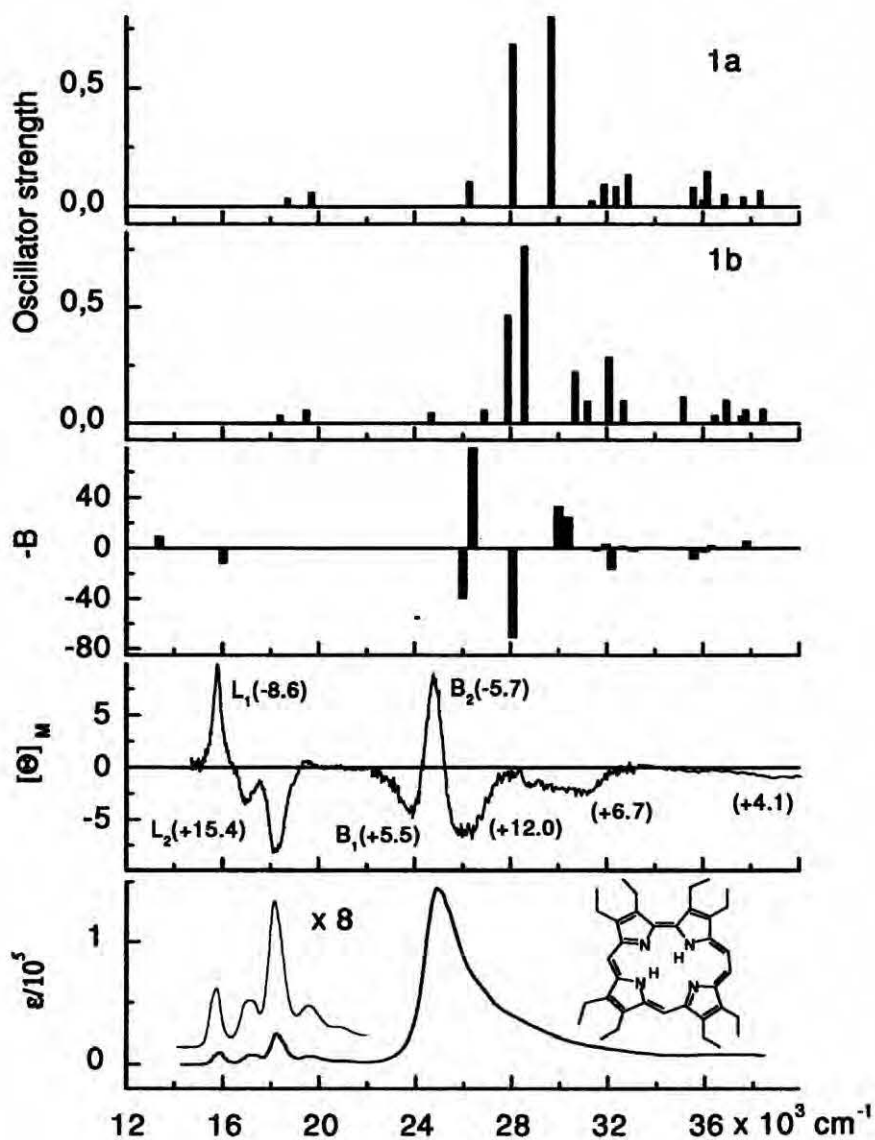 Oscillator strength
0,5
0,0
1a
0,5
0,0
1b
-B
40
0
-40
-80
[Θ]M
5
0
-5
L1(-8.6)
B2(-5.7)
L2(+15.4)
B1(+5.5)
(+12.0)
(+6.7)
(+4.1)
ε/10⁵
1
0
x 8
N
N
H
H
N
N
12 16 20 24 28 32 36 x 10³ cm⁻¹